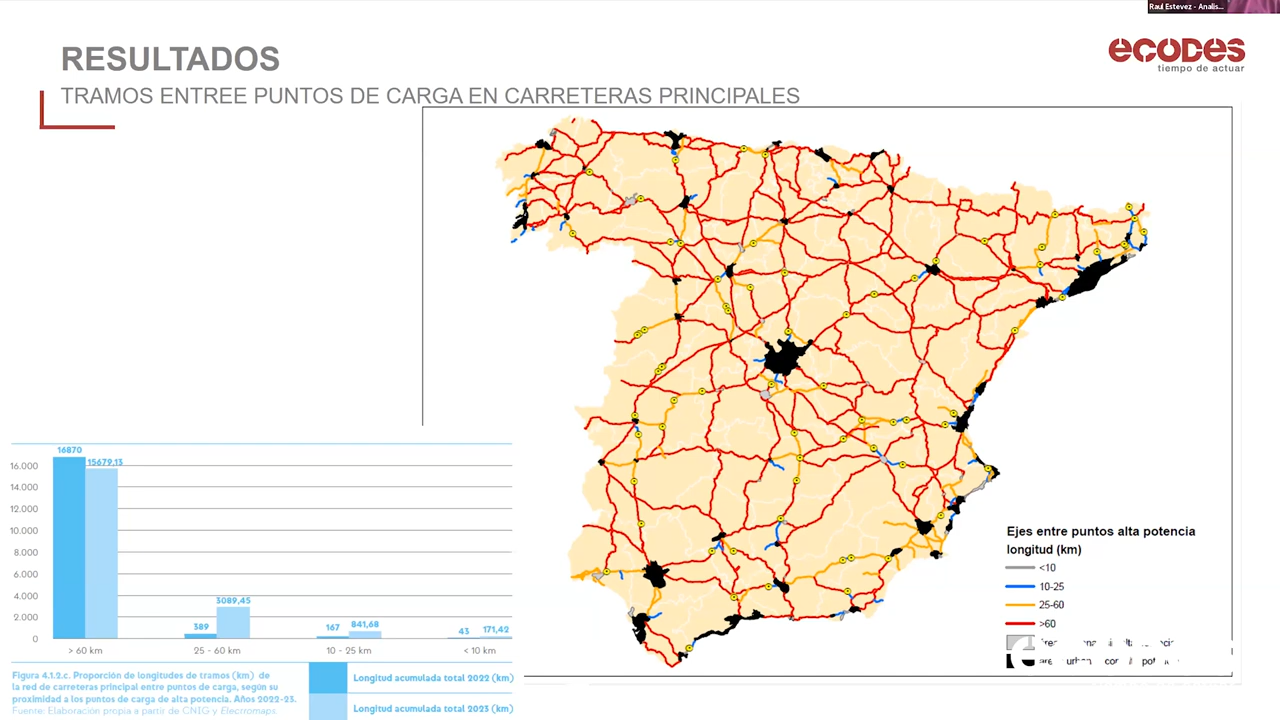 Raul Estevez - Analis...
RESULTADOS
ecodes
tiempo de actuar
TRAMOS ENTREE PUNTOS DE CARGA EN CARRETERAS PRINCIPALES
16870
15679,13
16.000
14.000
12.000
10.000
8.000
6.000
4.000
2.000
0
389
3089,45
167
841,68
43
171,42
> 60 km
25 - 60 km
10 - 25 km
< 10 km
Longitud acumulada total 2022 (km)
Longitud acumulada total 2023 (km)
Figura 4.1.2.c. Proporción de longitudes de tramos (km) de
la red de carreteras principal entre puntos de carga, según su
proximidad a los puntos de carga de alta potencia. Años 2022-23.
Fuente: Elaboración propia a partir de CNIG y Electromaps.
Ejes entre puntos alta potencia
longitud (km)
<10
10-25
25-60
>60